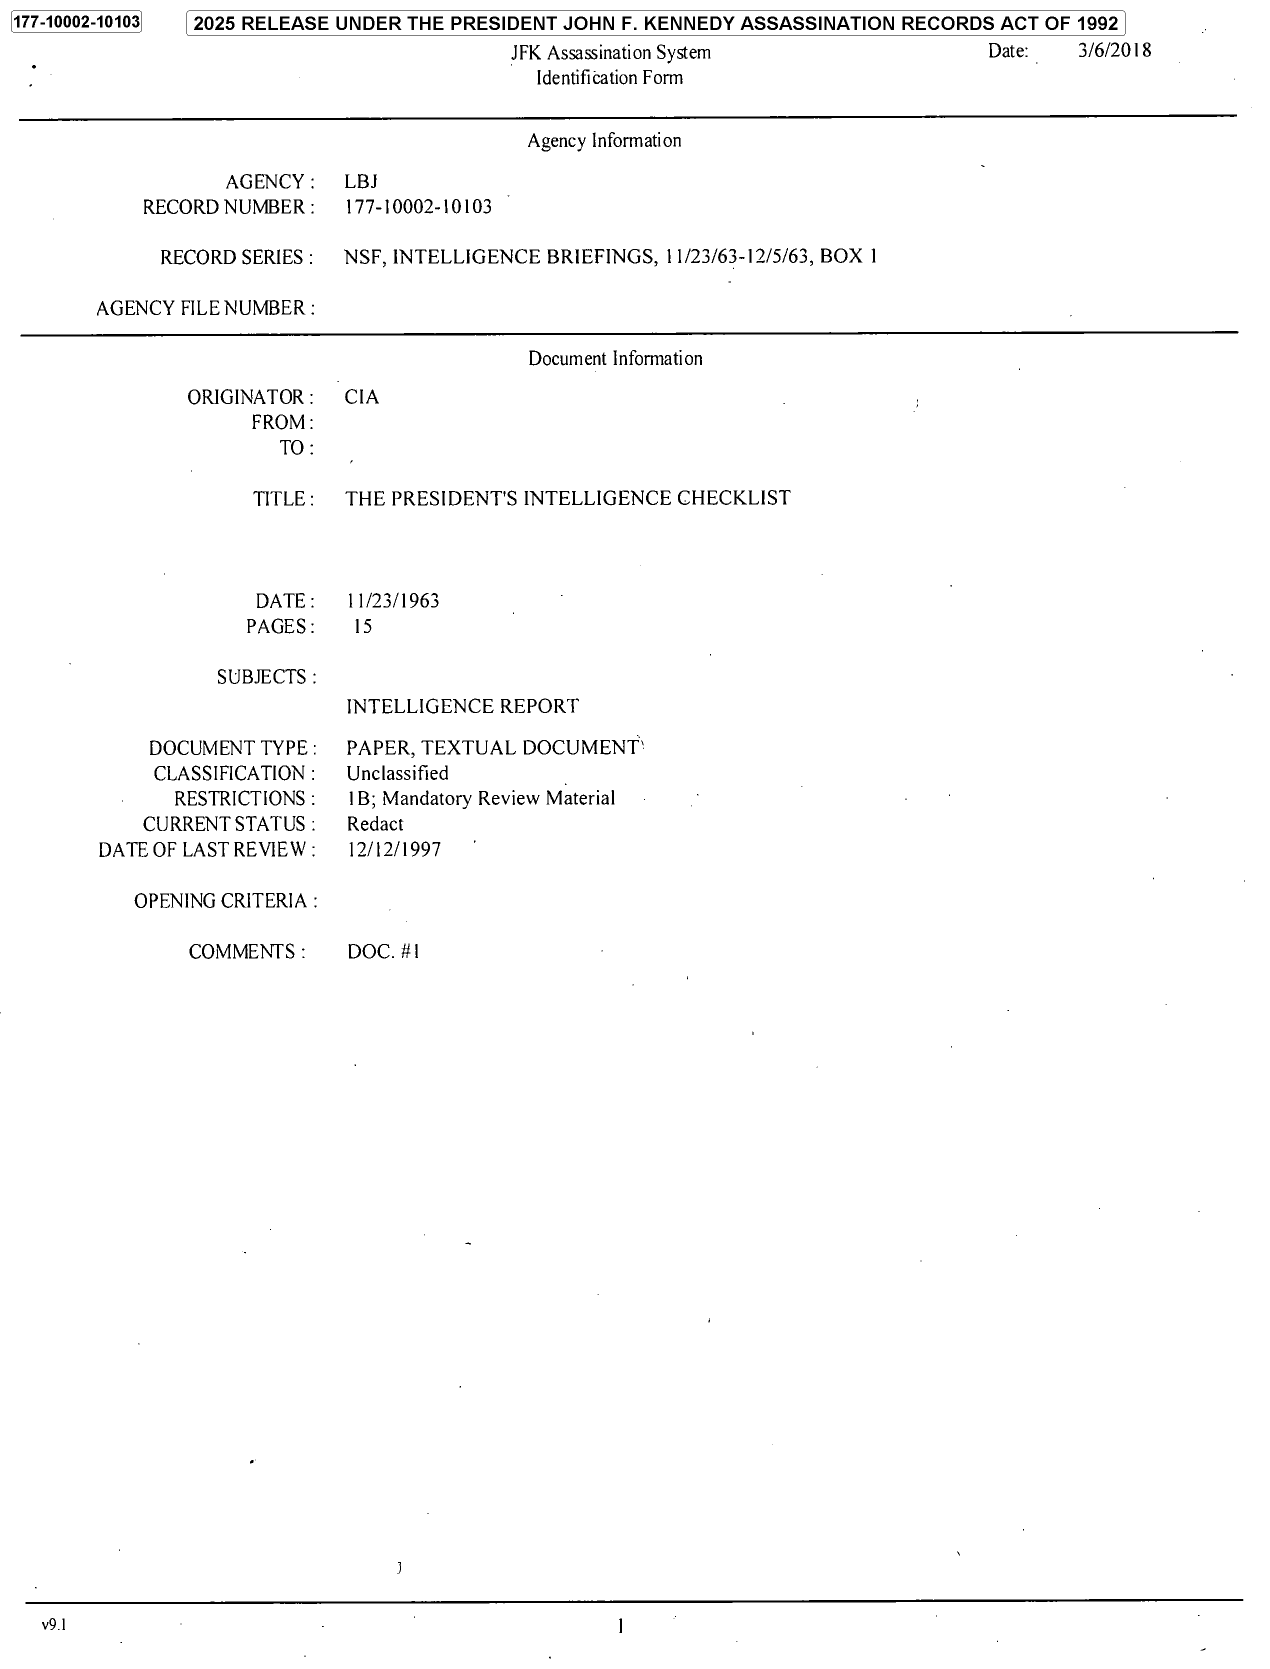 177-10002-10103
2025 RELEASE UNDER THE PRESIDENT JOHN F. KENNEDY ASSASSINATION RECORDS ACT OF 1992
JFK Assassination System
Date: 3/6/2018
Identification Form
Agency Information
AGENCY : LBJ
RECORD NUMBER : 177-10002-10103
RECORD SERIES : NSF, INTELLIGENCE BRIEFINGS, 11/23/63-12/5/63, BOX 1
AGENCY FILE NUMBER :
Document Information
ORIGINATOR : CIA
FROM :
TO :
TITLE : THE PRESIDENT'S INTELLIGENCE CHECKLIST
DATE : 11/23/1963
PAGES : 15
SUBJECTS :
INTELLIGENCE REPORT
DOCUMENT TYPE : PAPER, TEXTUAL DOCUMENT
CLASSIFICATION : Unclassified
RESTRICTIONS : 1B; Mandatory Review Material
CURRENT STATUS : Redact
DATE OF LAST REVIEW : 12/12/1997
OPENING CRITERIA :
COMMENTS : DOC. #1
v9.1
1